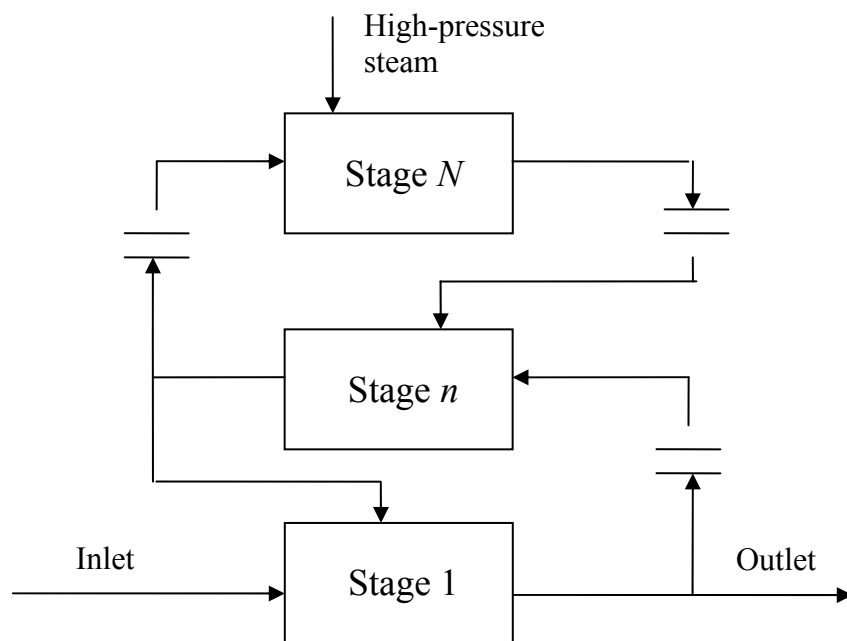 High-pressure
steam
Stage N
Stage n
Inlet
Stage 1
Outlet